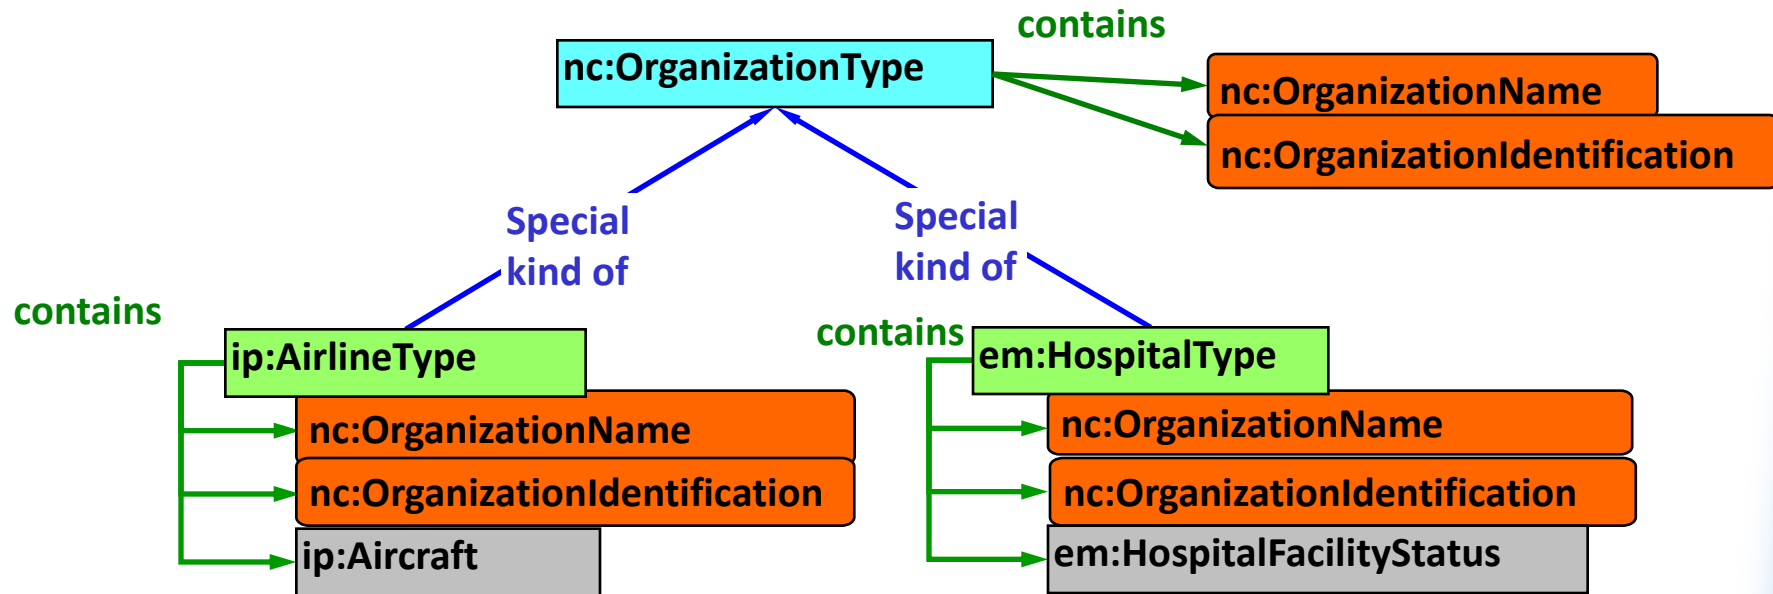 contains
nc:OrganizationType
nc:OrganizationName
nc:OrganizationIdentification
Special
kind of
Special
kind of
contains
ip:AirlineType
nc:OrganizationName
nc:OrganizationIdentification
ip:Aircraft
contains
em:HospitalType
nc:OrganizationName
nc:OrganizationIdentification
em:HospitalFacilityStatus